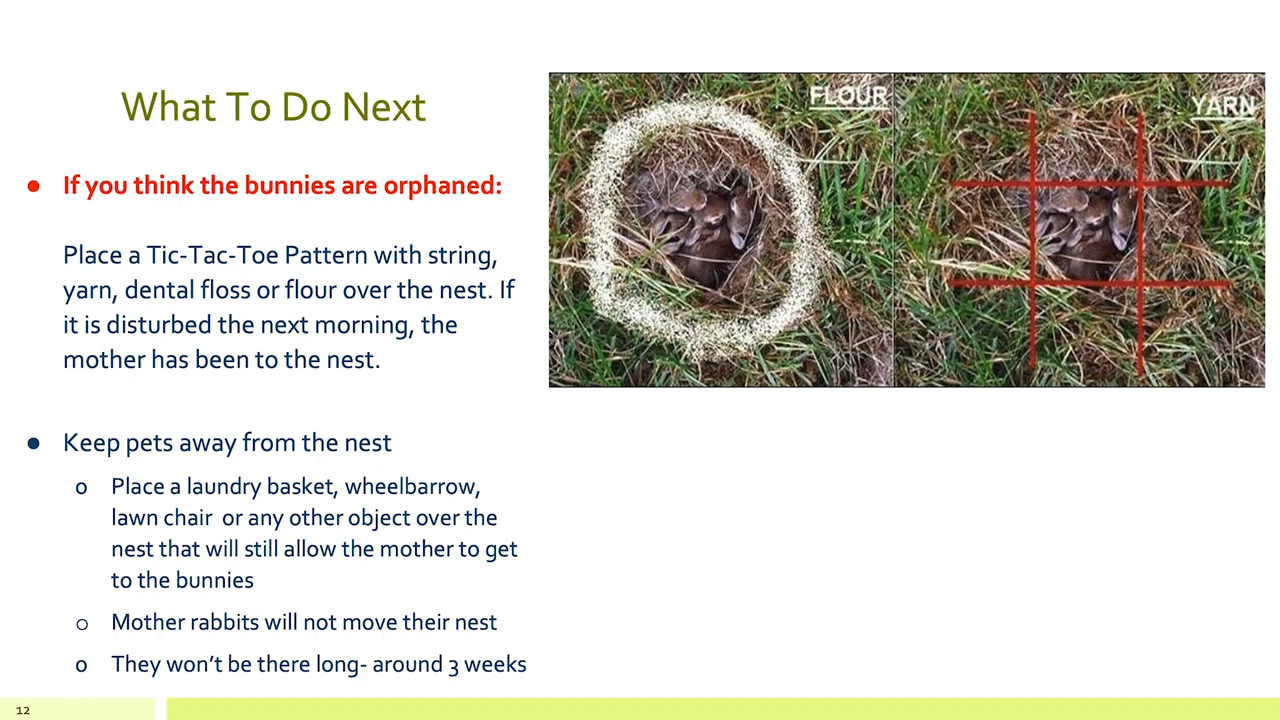 What To Do Next
● If you think the bunnies are orphaned:
Place a Tic-Tac-Toe Pattern with string,
yarn, dental floss or flour over the nest. If
it is disturbed the next morning, the
mother has been to the nest.
● Keep pets away from the nest
o Place a laundry basket, wheelbarrow,
lawn chair or any other object over the
nest that will still allow the mother to get
to the bunnies
o Mother rabbits will not move their nest
o They won’t be there long- around 3 weeks
FLOUR
YARN
12